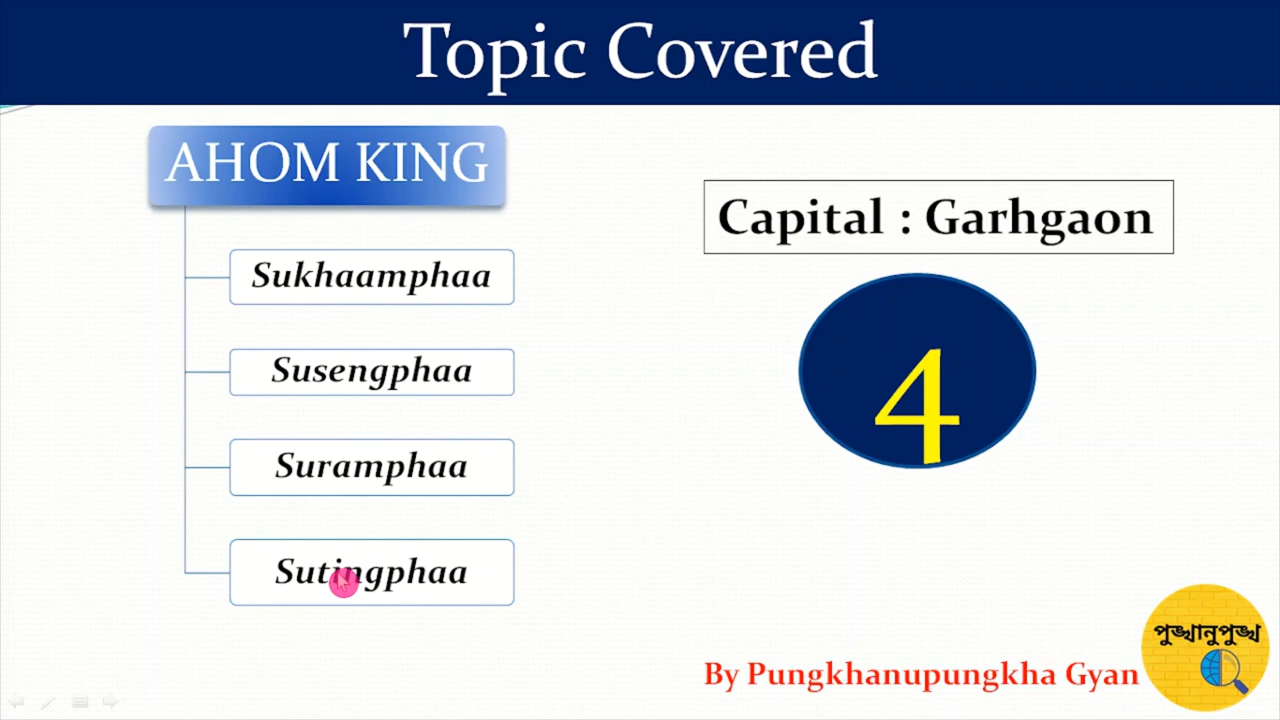 Topic Covered
AHOM KING
Sukhaamphaa
Susengphaa
Suramphaa
Sutingphaa
Capital : Garhgaon
4
By Pungkhanupungkha Gyan
পুঙ্খানুপুঙ্খ